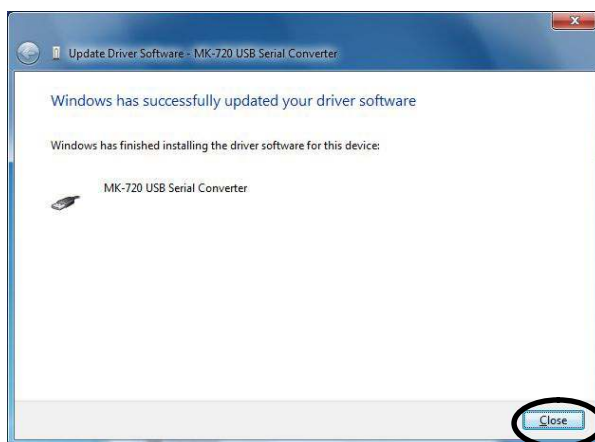 Update Driver Software - MK-720 USB Serial Converter
Windows has successfully updated your driver software
Windows has finished installing the driver software for this device:
MK-720 USB Serial Converter
Close